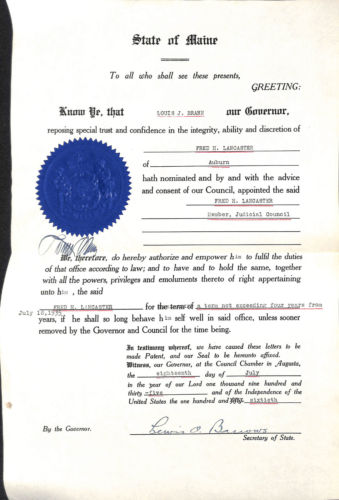 State of Maine
To all who shall see these presents,
GREETING:
Know Ye, that LOUIS J. BRANN our Governor,
reposing special trust and confidence in the integrity, ability and discretion of
FRED H. LANCASTER
of Auburn
hath nominated and by and with the advice
and consent of our Council, appointed the said
FRED H. LANCASTER
Member, Judicial Council
We, therefore, do hereby authorize and empower him to fulfil the duties
of that office according to law; and to have and to hold the same, together
with all the powers, privileges and emoluments thereto of right appertaining
unto him, the said
FRED H. LANCASTER for the term of a term not exceeding four years from
July 18, 1935
years, if he shall so long behave him self well in said office, unless sooner
removed by the Governor and Council for the time being.
In testimony whereof, we have caused these letters to be
made Patent, and our Seal to be hereunto affixed.
Witness, our Governor, at the Council Chamber in Augusta,
the eighteenth day of July
in the year of our Lord one thousand nine hundred and
thirty -five and of the Independence of the
United States the one hundred and fifty sixtieth
By the Governor.
Lewis O. Barrows
Secretary of State.